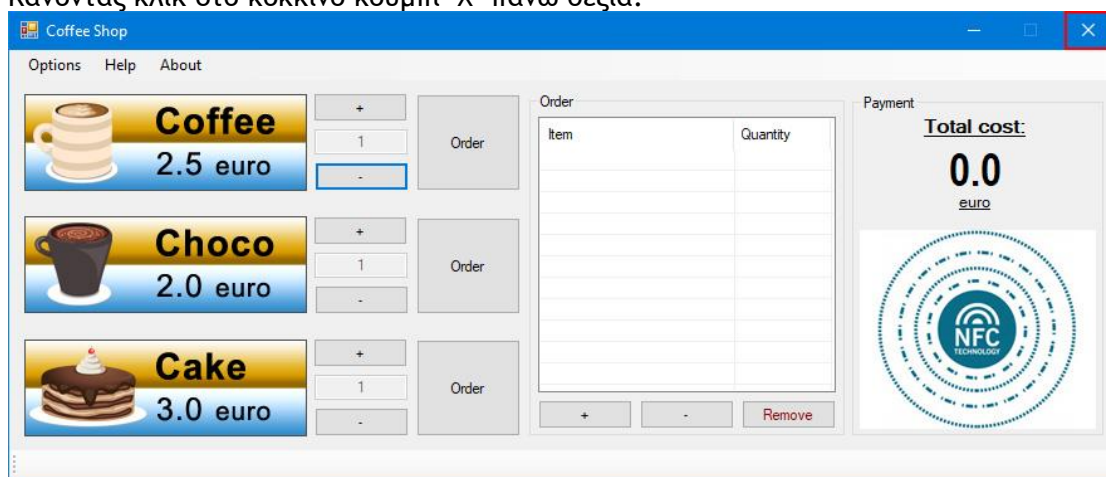 Κάνοντας κλικ στο κόκκινο κουμπί "X" πάνω δεξιά.
Coffee Shop
Options Help About
Coffee
2.5 euro
+
1
-
Order
Choco
2.0 euro
+
1
-
Order
Cake
3.0 euro
+
1
-
Order
Order
Item Quantity
+ - Remove
Payment
Total cost:
0.0
euro
NFC
TECHNOLOGY